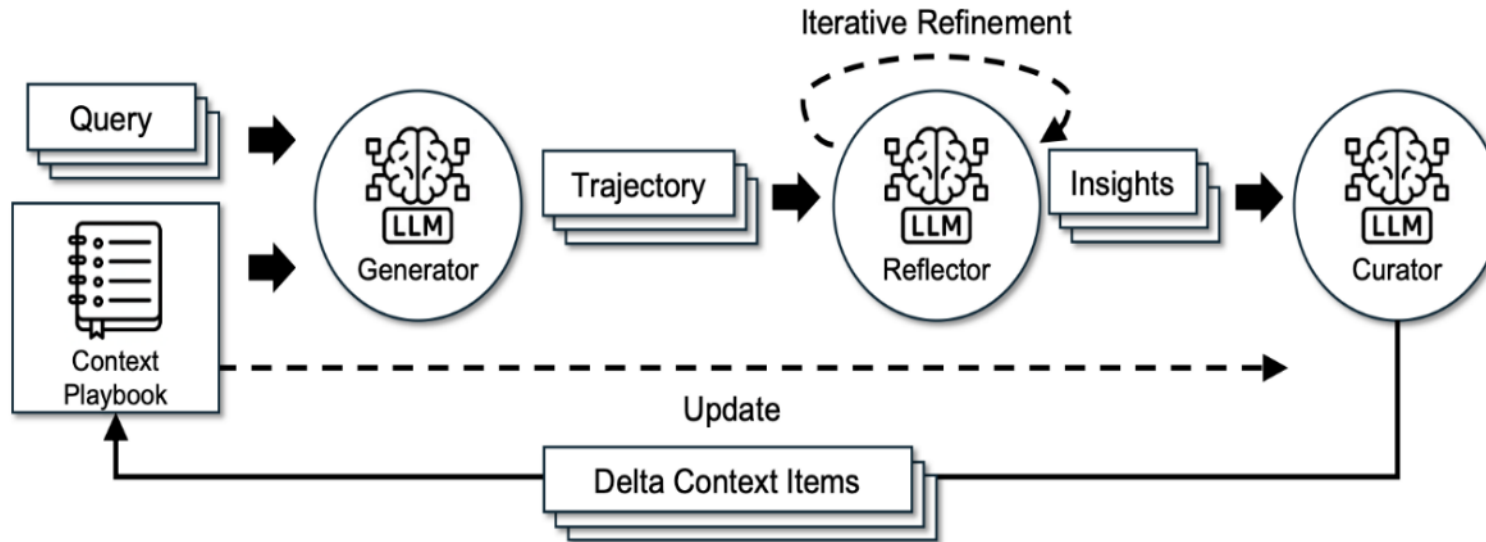 Iterative Refinement
Query
LLM
Generator
Trajectory
LLM
Reflector
Insights
LLM
Curator
Context
Playbook
Update
Delta Context Items